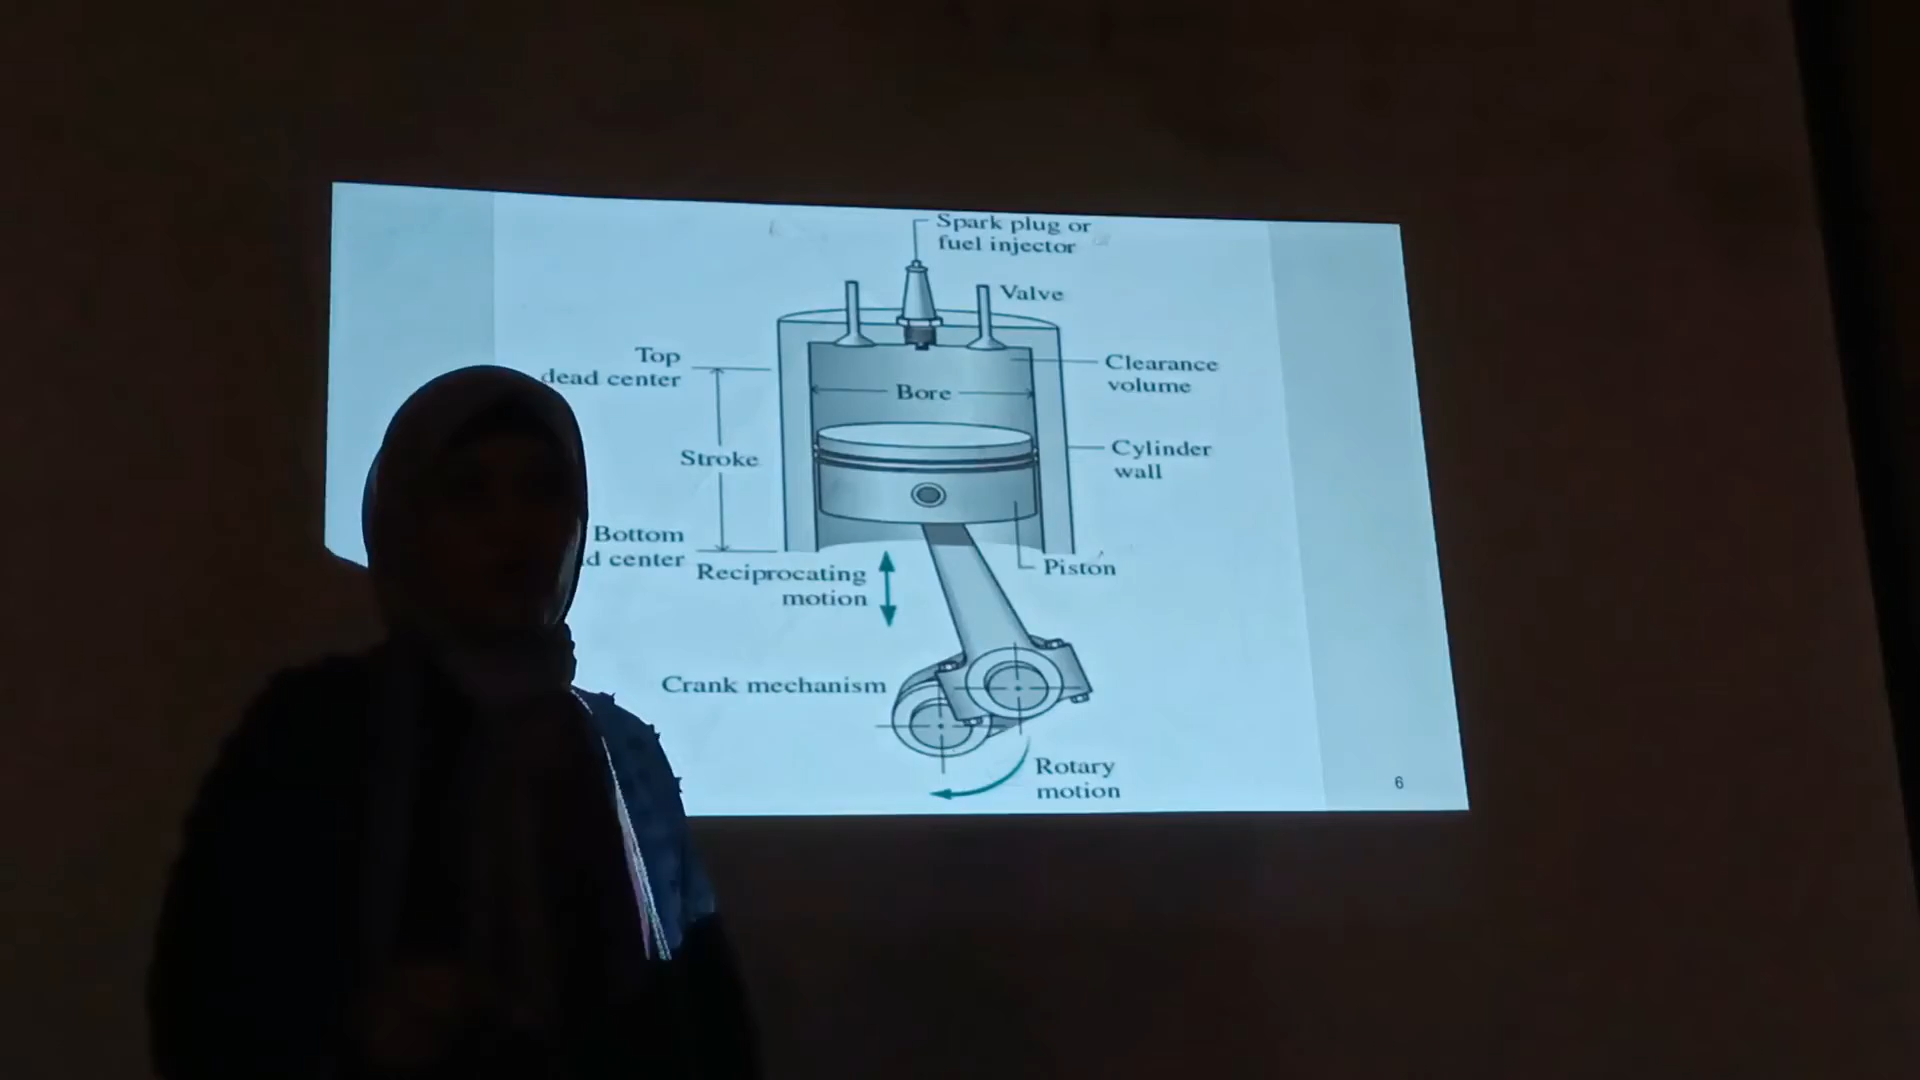 Spark plug or
fuel injector
Valve
Top
dead center
Clearance
volume
Bore
Stroke
Cylinder
wall
Bottom
d center
Reciprocating
motion
Piston
Crank mechanism
Rotary
motion
6